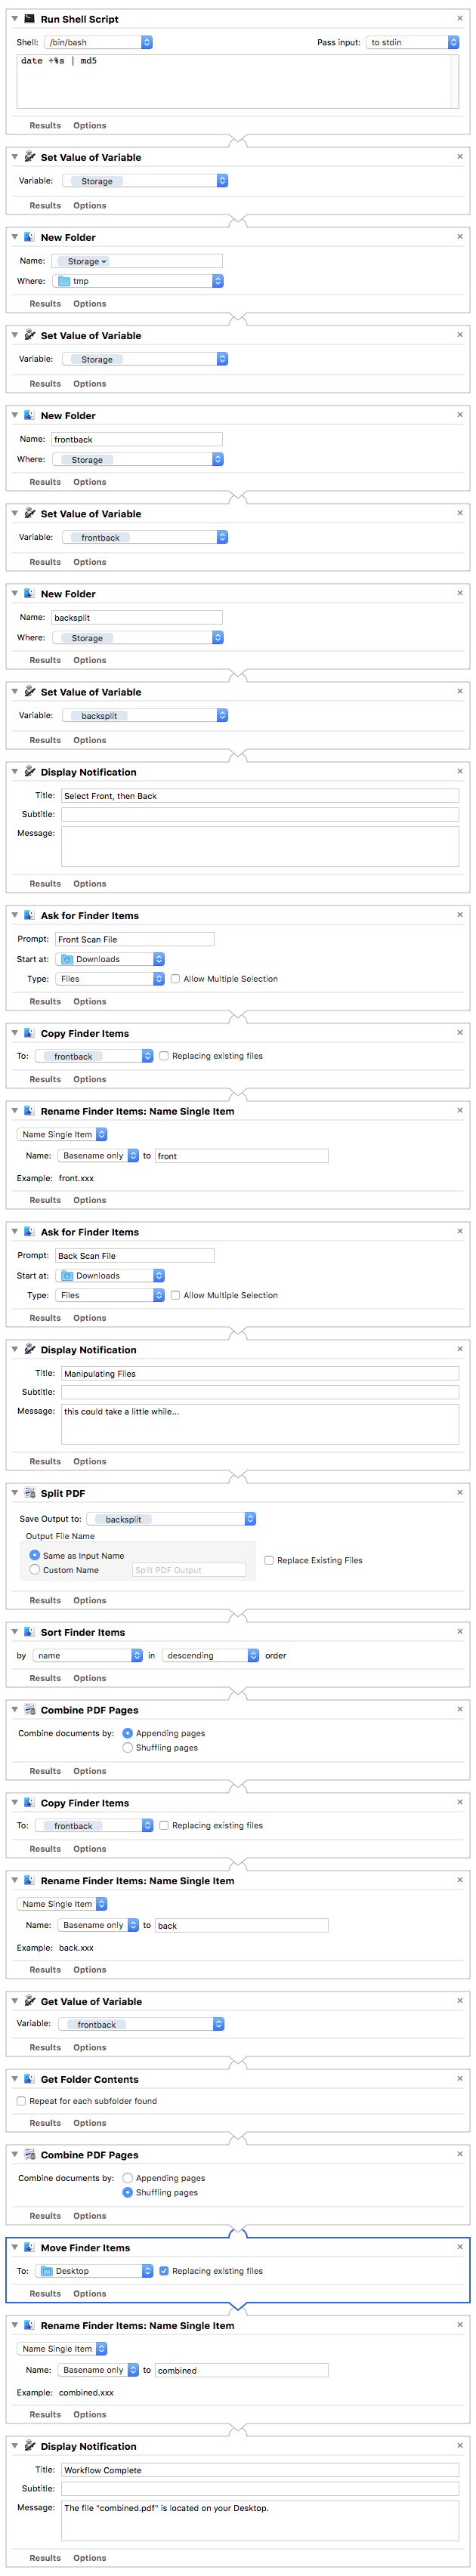 Run Shell Script
Shell: /bin/bash Pass input: to stdin
date +%s | md5
Results Options
Set Value of Variable
Variable: Storage
Results Options
New Folder
Name: Storage
Where: tmp
Results Options
Set Value of Variable
Variable: Storage
Results Options
New Folder
Name: frontback
Where: Storage
Results Options
Set Value of Variable
Variable: frontback
Results Options
New Folder
Name: backsplit
Where: Storage
Results Options
Set Value of Variable
Variable: backsplit
Results Options
Display Notification
Title: Select Front, then Back
Subtitle:
Message:
Results Options
Ask for Finder Items
Prompt: Front Scan File
Start at: Downloads
Type: Files Allow Multiple Selection
Results Options
Copy Finder Items
To: frontback Replacing existing files
Results Options
Rename Finder Items: Name Single Item
Name Single Item
Name: Basename only to front
Example: front.xxx
Results Options
Ask for Finder Items
Prompt: Back Scan File
Start at: Downloads
Type: Files Allow Multiple Selection
Results Options
Display Notification
Title: Manipulating Files
Subtitle:
Message: this could take a little while...
Results Options
Split PDF
Save Output to: backsplit
Output File Name
Same as Input Name
Custom Name Split PDF Output
Replace Existing Files
Results Options
Sort Finder Items
by name in descending order
Results Options
Combine PDF Pages
Combine documents by: Appending pages
Shuffling pages
Results Options
Copy Finder Items
To: frontback Replacing existing files
Results Options
Rename Finder Items: Name Single Item
Name Single Item
Name: Basename only to back
Example: back.xxx
Results Options
Get Value of Variable
Variable: frontback
Results Options
Get Folder Contents
Repeat for each subfolder found
Results Options
Combine PDF Pages
Combine documents by: Appending pages
Shuffling pages
Results Options
Move Finder Items
To: Desktop Replacing existing files
Results Options
Rename Finder Items: Name Single Item
Name Single Item
Name: Basename only to combined
Example: combined.xxx
Results Options
Display Notification
Title: Workflow Complete
Subtitle:
Message: The file "combined.pdf" is located on your Desktop.
Results Options